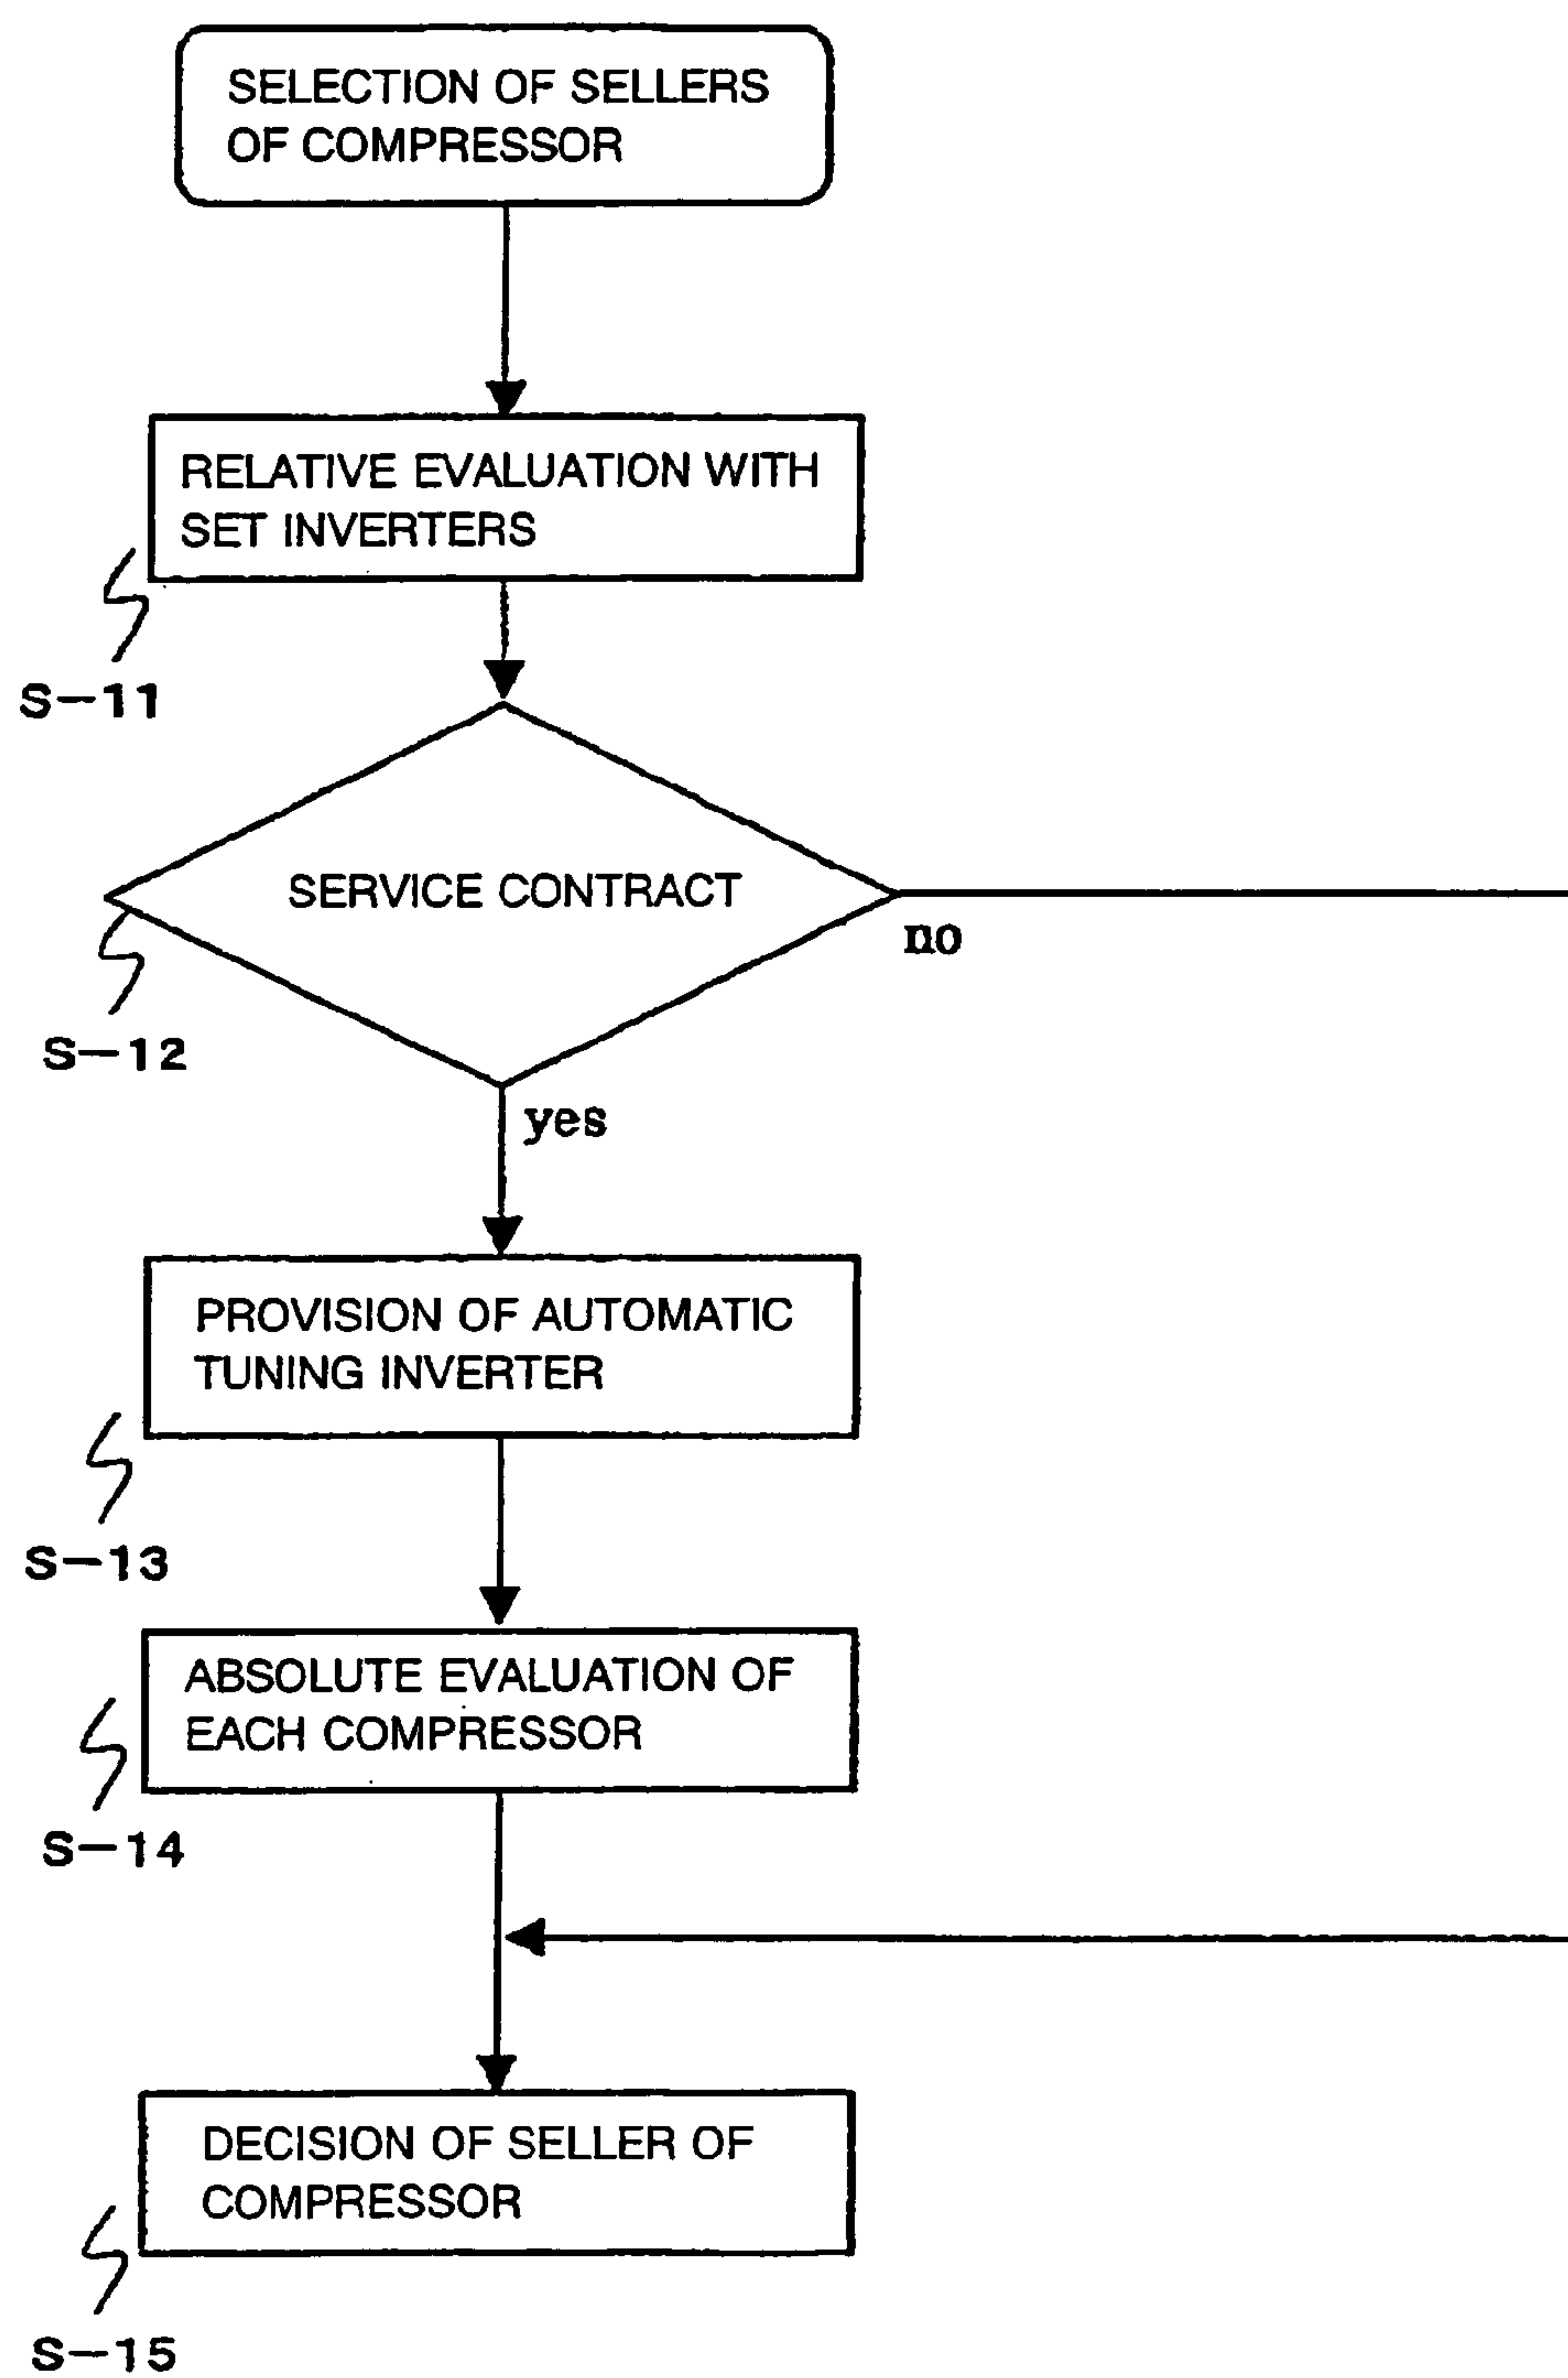 SELECTION OF SELLERS
OF COMPRESSOR
RELATIVE EVALUATION WITH
SET INVERTERS
S-11
SERVICE CONTRACT
no
S-12
yes
PROVISION OF AUTOMATIC
TUNING INVERTER
S-13
ABSOLUTE EVALUATION OF
EACH COMPRESSOR
S-14
DECISION OF SELLER OF
COMPRESSOR
S-15